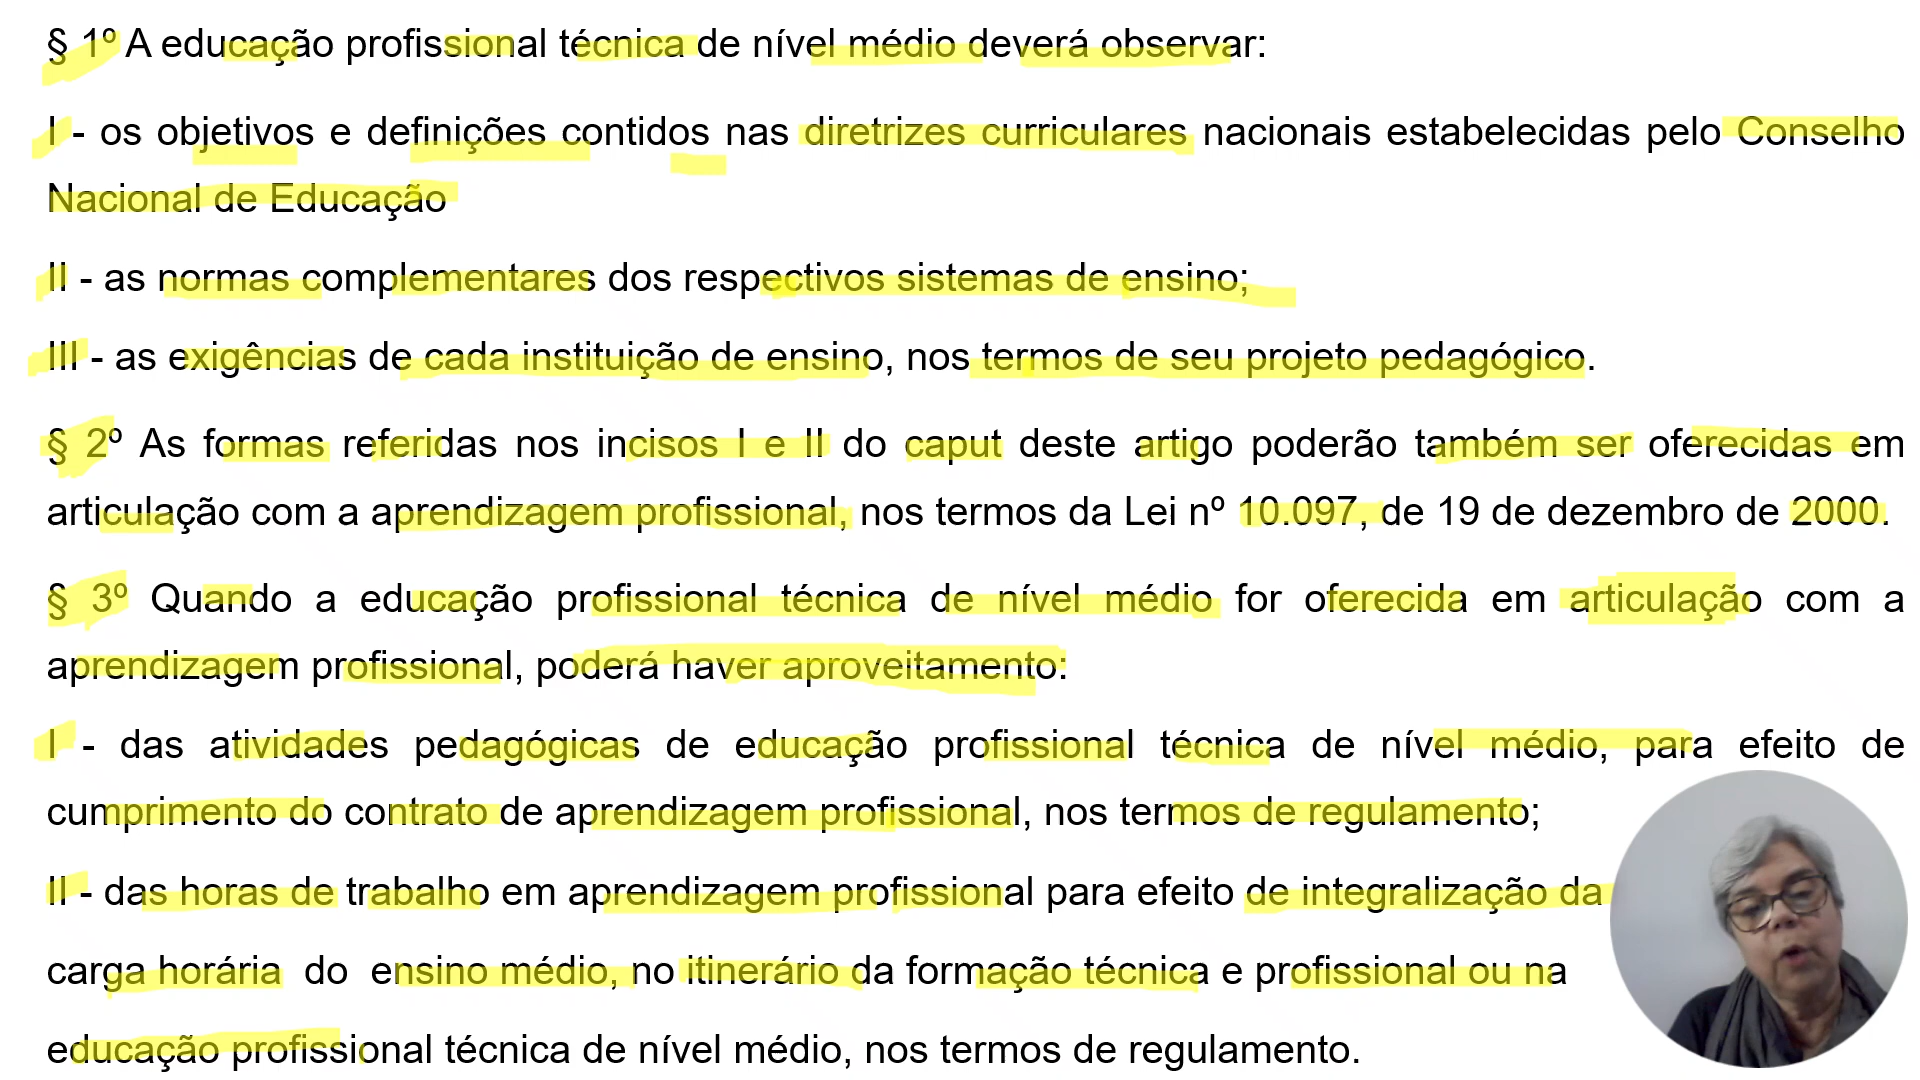 § 1º A educação profissional técnica de nível médio deverá observar:
I - os objetivos e definições contidos nas diretrizes curriculares nacionais estabelecidas pelo Conselho
Nacional de Educação
II - as normas complementares dos respectivos sistemas de ensino;
III - as exigências de cada instituição de ensino, nos termos de seu projeto pedagógico.
§ 2º As formas referidas nos incisos I e II do caput deste artigo poderão também ser oferecidas em
articulação com a aprendizagem profissional, nos termos da Lei nº 10.097, de 19 de dezembro de 2000.
§ 3º Quando a educação profissional técnica de nível médio for oferecida em articulação com a
aprendizagem profissional, poderá haver aproveitamento:
I - das atividades pedagógicas de educação profissional técnica de nível médio, para efeito de
cumprimento do contrato de aprendizagem profissional, nos termos de regulamento;
II - das horas de trabalho em aprendizagem profissional para efeito de integralização da
carga horária do ensino médio, no itinerário da formação técnica e profissional ou na
educação profissional técnica de nível médio, nos termos de regulamento.